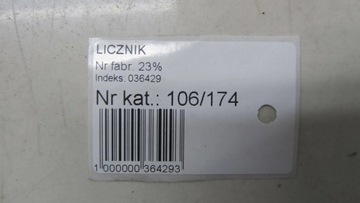 LICZNIK
Nr fabr. 23%
Indeks. 036429
Nr kat.: 106/174
1 000000 364293